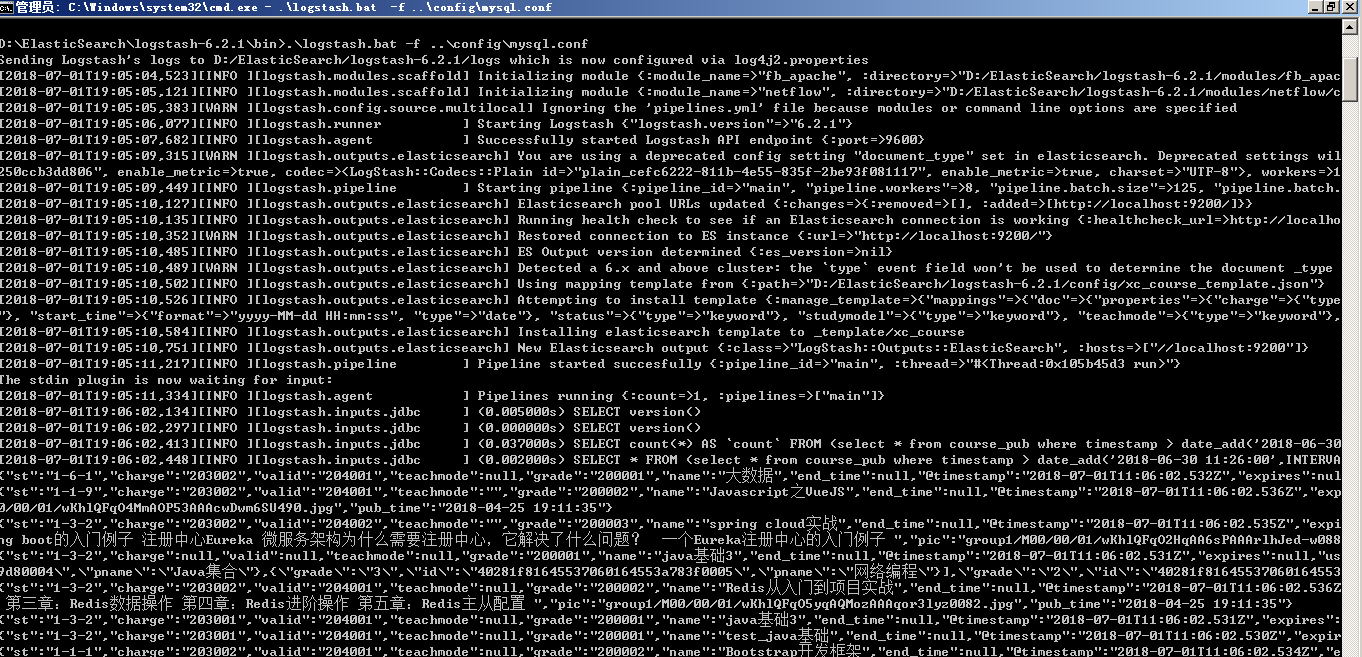 管理员: C:\Windows\system32\cmd.exe - .\logstash.bat  -f ..\config\mysql.conf
D:\ElasticSearch\logstash-6.2.1\bin>.\logstash.bat -f ..\config\mysql.conf
Sending Logstash's logs to D:/ElasticSearch/logstash-6.2.1/logs which is now configured via log4j2.properties
[2018-07-01T19:05:04,523][INFO ][logstash.modules.scaffold] Initializing module {:module_name=>"fb_apache", :directory=>"D:/ElasticSearch/logstash-6.2.1/modules/fb_apac
[2018-07-01T19:05:05,121][INFO ][logstash.modules.scaffold] Initializing module {:module_name=>"netflow", :directory=>"D:/ElasticSearch/logstash-6.2.1/modules/netflow/c
[2018-07-01T19:05:05,383][WARN ][logstash.config.source.multilocal] Ignoring the 'pipelines.yml' file because modules or command line options are specified
[2018-07-01T19:05:06,077][INFO ][logstash.runner          ] Starting Logstash {"logstash.version"=>"6.2.1"}
[2018-07-01T19:05:07,682][INFO ][logstash.agent           ] Successfully started Logstash API endpoint {:port=>9600}
[2018-07-01T19:05:09,315][WARN ][logstash.outputs.elasticsearch] You are using a deprecated config setting "document_type" set in elasticsearch. Deprecated settings wil
250ccb3dd806", enable_metric=>true, codec=><LogStash::Codecs::Plain id=>"plain_cefc6222-811b-4e55-835f-2be93f081117", enable_metric=>true, charset=>"UTF-8">, workers=>1
[2018-07-01T19:05:09,449][INFO ][logstash.pipeline        ] Starting pipeline {:pipeline_id=>"main", "pipeline.workers"=>8, "pipeline.batch.size"=>125, "pipeline.batch.
[2018-07-01T19:05:10,127][INFO ][logstash.outputs.elasticsearch] Elasticsearch pool URLs updated {:changes=>{:removed=>[], :added=>[http://localhost:9200/]}}
[2018-07-01T19:05:10,135][INFO ][logstash.outputs.elasticsearch] Running health check to see if an Elasticsearch connection is working {:healthcheck_url=>http://localho
[2018-07-01T19:05:10,352][WARN ][logstash.outputs.elasticsearch] Restored connection to ES instance {:url=>"http://localhost:9200/"}
[2018-07-01T19:05:10,485][INFO ][logstash.outputs.elasticsearch] ES Output version determined {:es_version=>nil}
[2018-07-01T19:05:10,489][WARN ][logstash.outputs.elasticsearch] Detected a 6.x and above cluster: the `type` event field won't be used to determine the document _type
[2018-07-01T19:05:10,502][INFO ][logstash.outputs.elasticsearch] Using mapping template from {:path=>"D:/ElasticSearch/logstash-6.2.1/config/xc_course_template.json"}
[2018-07-01T19:05:10,526][INFO ][logstash.outputs.elasticsearch] Attempting to install template {:manage_template=>{"mappings"=>{"doc"=>{"properties"=>{"charge"=>{"type
"}, "start_time"=>{"format"=>"yyyy-MM-dd HH:mm:ss", "type"=>"date"}, "status"=>{"type"=>"keyword"}, "studymodel"=>{"type"=>"keyword"}, "teachmode"=>{"type"=>"keyword"},
[2018-07-01T19:05:10,584][INFO ][logstash.outputs.elasticsearch] Installing elasticsearch template to _template/xc_course
[2018-07-01T19:05:10,751][INFO ][logstash.outputs.elasticsearch] New Elasticsearch output {:class=>"LogStash::Outputs::ElasticSearch", :hosts=>["//localhost:9200"]}
[2018-07-01T19:05:11,217][INFO ][logstash.pipeline        ] Pipeline started succesfully {:pipeline_id=>"main", :thread=>"#<Thread:0x105b45d3 run>"}
The stdin plugin is now waiting for input:
[2018-07-01T19:05:11,334][INFO ][logstash.agent           ] Pipelines running {:count=>1, :pipelines=>["main"]}
[2018-07-01T19:06:02,134][INFO ][logstash.inputs.jdbc     ] (0.005000s) SELECT version()
[2018-07-01T19:06:02,297][INFO ][logstash.inputs.jdbc     ] (0.000000s) SELECT version()
[2018-07-01T19:06:02,413][INFO ][logstash.inputs.jdbc     ] (0.037000s) SELECT count(*) AS `count` FROM (select * from course_pub where timestamp > date_add('2018-06-30
[2018-07-01T19:06:02,448][INFO ][logstash.inputs.jdbc     ] (0.002000s) SELECT * FROM (select * from course_pub where timestamp > date_add('2018-06-30 11:26:00',INTERVA
{"st":"1-6-1","charge":"203002","valid":"204001","teachmode":null,"grade":"200001","name":"大数据","end_time":null,"@timestamp":"2018-07-01T11:06:02.532Z","expires":nul
{"st":"1-1-9","charge":"203002","valid":"204001","teachmode":"","grade":"200002","name":"Javascript之VueJS","end_time":null,"@timestamp":"2018-07-01T11:06:02.536Z","exp
0/00/01/wKhlQFqO4MmAOP53AAAcwDwm6SU490.jpg","pub_time":"2018-04-25 19:11:35"}
{"st":"1-3-2","charge":"203002","valid":"204002","teachmode":"","grade":"200003","name":"spring cloud实战","end_time":null,"@timestamp":"2018-07-01T11:06:02.535Z","expi
ng boot的入门例子 注册中心Eureka 微服务架构为什么需要注册中心，它解决了什么问题？  一个Eureka注册中心的入门例子 ","pic":"group1/M00/00/01/wKhlQFqO2HqAA6sPAAArlhJed-w088
{"st":"1-3-2","charge":null,"valid":null,"teachmode":null,"grade":"200001","name":"java基础3","end_time":null,"@timestamp":"2018-07-01T11:06:02.531Z","expires":null,"us
9d80004\",\"pname\":\"Java集合\"},{\"grade\":\"3\",\"id\":\"40281f81645537060164553a783f0005\",\"pname\":\"网络编程\"}],\"grade\":\"2\",\"id\":\"40281f81645537060164553
{"st":"1-3-2","charge":"203002","valid":"204001","teachmode":null,"grade":"200001","name":"Redis从入门到项目实战","end_time":null,"@timestamp":"2018-07-01T11:06:02.536Z
 第三章：Redis数据操作 第四章：Redis进阶操作 第五章：Redis主从配置 ","pic":"group1/M00/00/01/wKhlQFqO5yqAQMozAAAqor3lyz0082.jpg","pub_time":"2018-04-25 19:11:35"}
{"st":"1-3-2","charge":"203001","valid":"204001","teachmode":null,"grade":"200001","name":"java基础3","end_time":null,"@timestamp":"2018-07-01T11:06:02.531Z","expires":
{"st":"1-3-2","charge":"203001","valid":"204001","teachmode":null,"grade":"200001","name":"test_java基础","end_time":null,"@timestamp":"2018-07-01T11:06:02.530Z","expir
{"st":"1-1-1","charge":"203002","valid":"204001","teachmode":null,"grade":"200001","name":"Bootstrap开发框架","end_time":null,"@timestamp":"2018-07-01T11:06:02.534Z","e